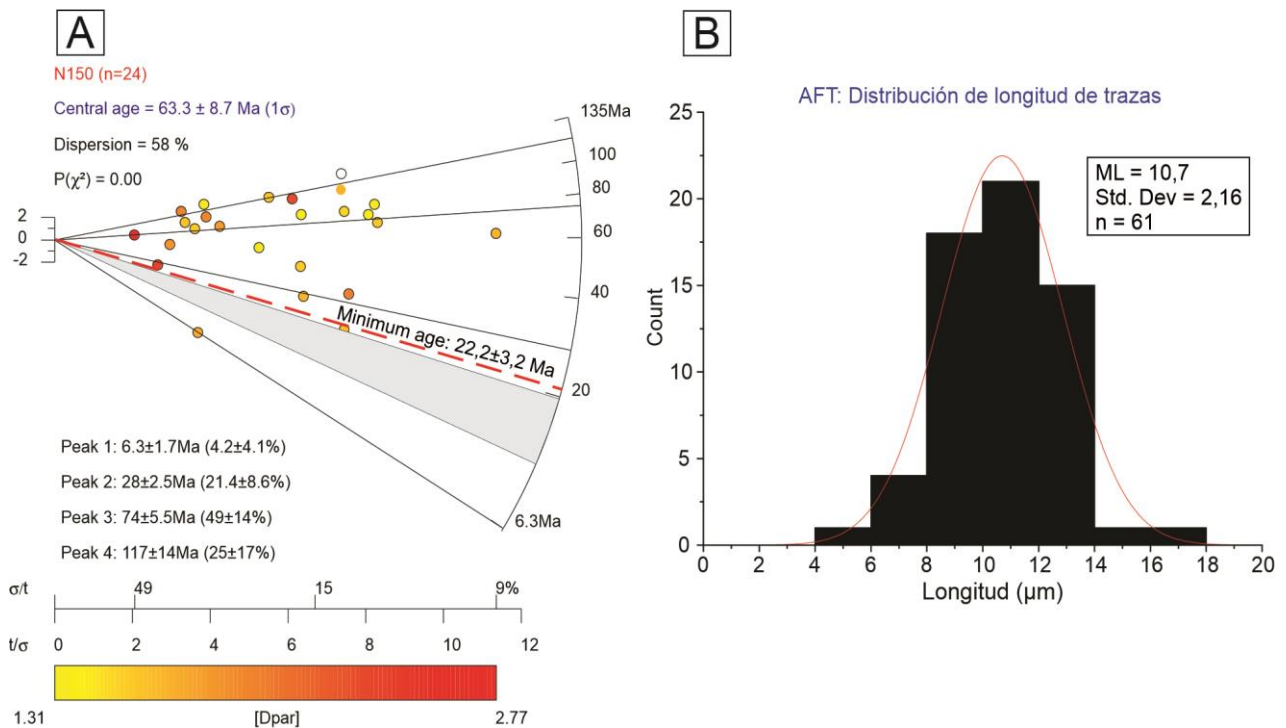 A
N150 (n=24)
Central age = 63.3 ± 8.7 Ma (1σ)
Dispersion = 58 %
P(χ²) = 0.00
2
0
-2
135Ma
100
80
60
40
20
6.3Ma
Minimum age: 22,2±3,2 Ma
Peak 1: 6.3±1.7Ma (4.2±4.1%)
Peak 2: 28±2.5Ma (21.4±8.6%)
Peak 3: 74±5.5Ma (49±14%)
Peak 4: 117±14Ma (25±17%)
σ/t 49 15 9%
t/σ 0 2 4 6 8 10 12
1.31 [Dpar] 2.77
B
AFT: Distribución de longitud de trazas
ML = 10,7
Std. Dev = 2,16
n = 61
25
20
15
10
5
0
Count
0 2 4 6 8 10 12 14 16 18 20
Longitud (µm)